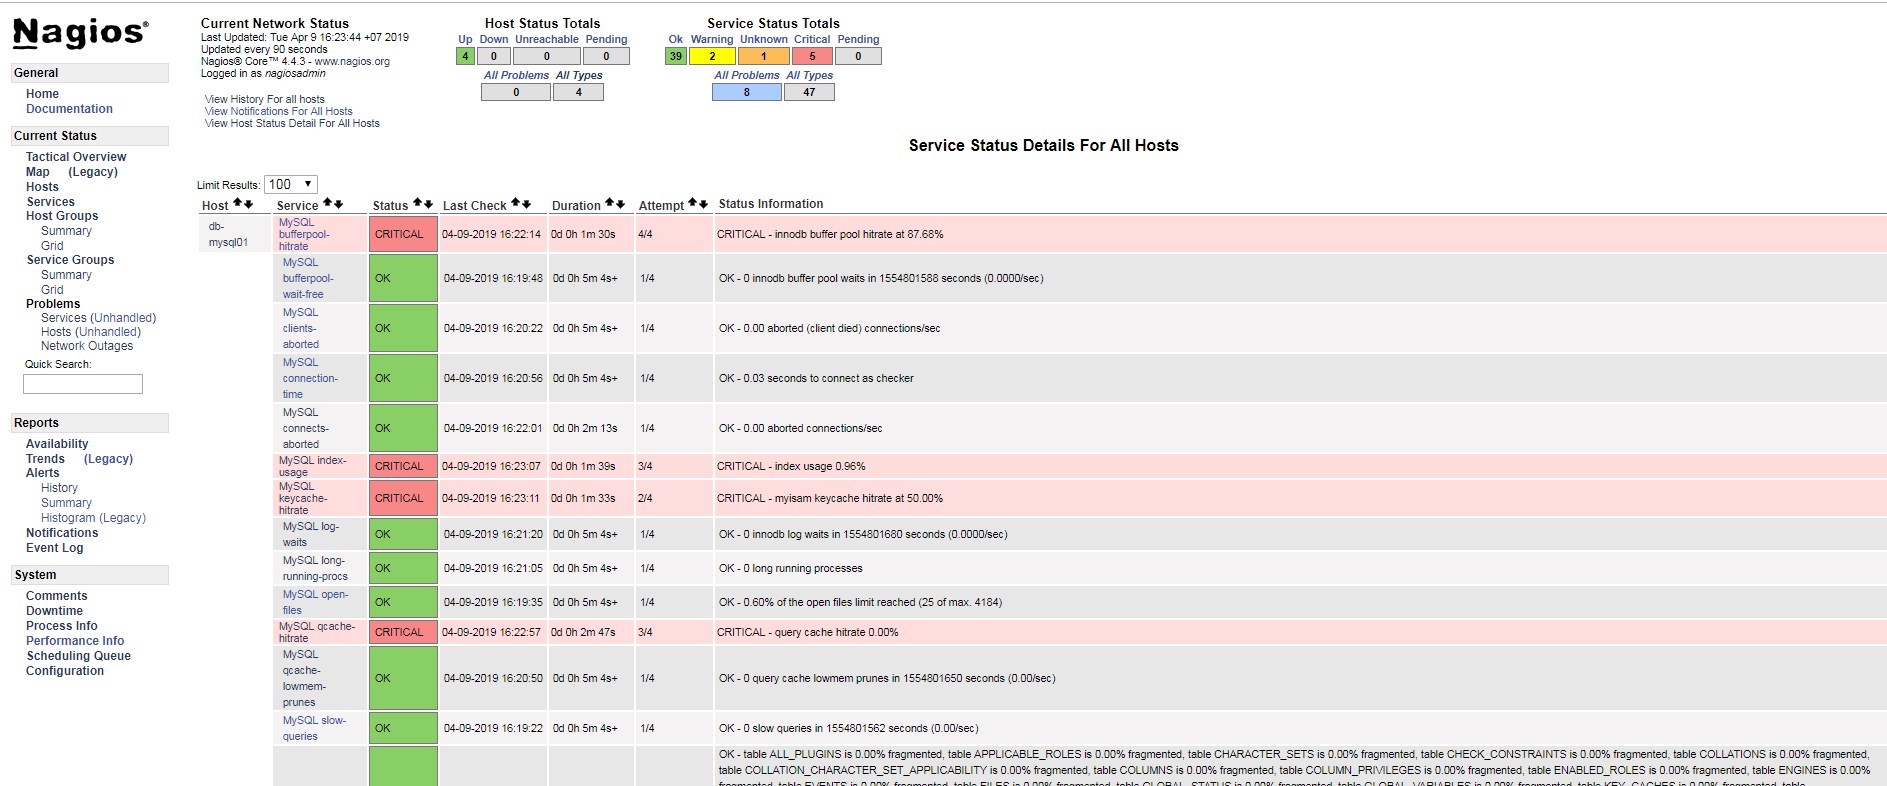 Nagios®
General
Home
Documentation
Current Status
Tactical Overview
Map (Legacy)
Hosts
Services
Host Groups
Summary
Grid
Service Groups
Summary
Grid
Problems
Services (Unhandled)
Hosts (Unhandled)
Network Outages
Quick Search:
Reports
Availability
Trends (Legacy)
Alerts
History
Summary
Histogram (Legacy)
Notifications
Event Log
System
Comments
Downtime
Process Info
Performance Info
Scheduling Queue
Configuration
Current Network Status
Last Updated: Tue Apr 9 16:23:44 +07 2019
Updated every 90 seconds
Nagios® Core™ 4.4.3 - www.nagios.org
Logged in as nagiosadmin
View History For all hosts
View Notifications For All Hosts
View Host Status Detail For All Hosts
Host Status Totals
Up Down Unreachable Pending
4 0 0 0
All Problems All Types
0 4
Service Status Totals
Ok Warning Unknown Critical Pending
39 2 1 5 0
All Problems All Types
8 47
Service Status Details For All Hosts
Limit Results: 100
Host Service Status Last Check Duration Attempt Status Information
db-
mysql01
MySQL
bufferpool-
hitrate
CRITICAL 04-09-2019 16:22:14 0d 0h 1m 30s 4/4 CRITICAL - innodb buffer pool hitrate at 87.68%
MySQL
bufferpool-
wait-free
OK 04-09-2019 16:19:48 0d 0h 5m 4s+ 1/4 OK - 0 innodb buffer pool waits in 1554801588 seconds (0.0000/sec)
MySQL
clients-
aborted
OK 04-09-2019 16:20:22 0d 0h 5m 4s+ 1/4 OK - 0.00 aborted (client died) connections/sec
MySQL
connection-
time
OK 04-09-2019 16:20:56 0d 0h 5m 4s+ 1/4 OK - 0.03 seconds to connect as checker
MySQL
connects-
aborted
OK 04-09-2019 16:22:01 0d 0h 2m 13s 1/4 OK - 0.00 aborted connections/sec
MySQL index-
usage
CRITICAL 04-09-2019 16:23:07 0d 0h 1m 39s 3/4 CRITICAL - index usage 0.96%
MySQL
keycache-
hitrate
CRITICAL 04-09-2019 16:23:11 0d 0h 1m 33s 2/4 CRITICAL - myisam keycache hitrate at 50.00%
MySQL log-
waits
OK 04-09-2019 16:21:20 0d 0h 5m 4s+ 1/4 OK - 0 innodb log waits in 1554801680 seconds (0.0000/sec)
MySQL long-
running-procs
OK 04-09-2019 16:21:05 0d 0h 5m 4s+ 1/4 OK - 0 long running processes
MySQL open-
files
OK 04-09-2019 16:19:35 0d 0h 5m 4s+ 1/4 OK - 0.60% of the open files limit reached (25 of max. 4184)
MySQL qcache-
hitrate
CRITICAL 04-09-2019 16:22:57 0d 0h 2m 47s 3/4 CRITICAL - query cache hitrate 0.00%
MySQL
qcache-
lowmem-
prunes
OK 04-09-2019 16:20:50 0d 0h 5m 4s+ 1/4 OK - 0 query cache lowmem prunes in 1554801650 seconds (0.00/sec)
MySQL slow-
queries
OK 04-09-2019 16:19:22 0d 0h 5m 4s+ 1/4 OK - 0 slow queries in 1554801562 seconds (0.00/sec)
OK - table ALL_PLUGINS is 0.00% fragmented, table APPLICABLE_ROLES is 0.00% fragmented, table CHARACTER_SETS is 0.00% fragmented, table CHECK_CONSTRAINTS is 0.00% fragmented, table COLLATIONS is 0.00% fragmented,
table COLLATION_CHARACTER_SET_APPLICABILITY is 0.00% fragmented, table COLUMNS is 0.00% fragmented, table COLUMN_PRIVILEGES is 0.00% fragmented, table ENABLED_ROLES is 0.00% fragmented, table ENGINES is 0.00%